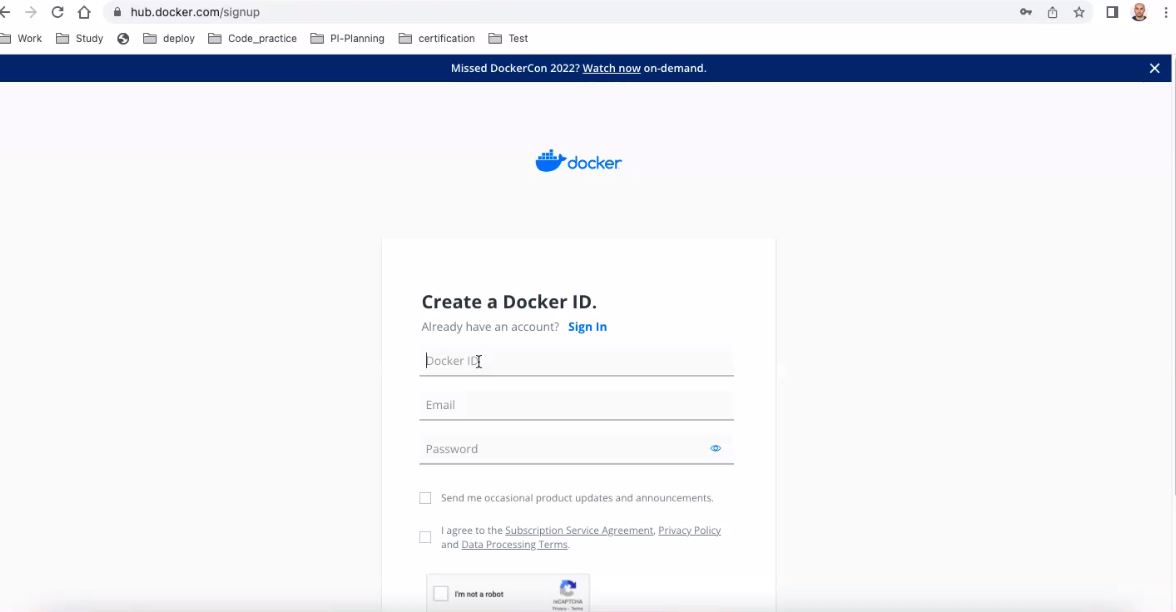 hub.docker.com/signup
Work Study deploy Code_practice PI-Planning certification Test
Missed DockerCon 2022? Watch now on-demand.
docker
Create a Docker ID.
Already have an account? Sign In
Docker ID
Email
Password
Send me occasional product updates and announcements.
I agree to the Subscription Service Agreement, Privacy Policy
and Data Processing Terms.
I'm not a robot
reCAPTCHA
Privacy - Terms